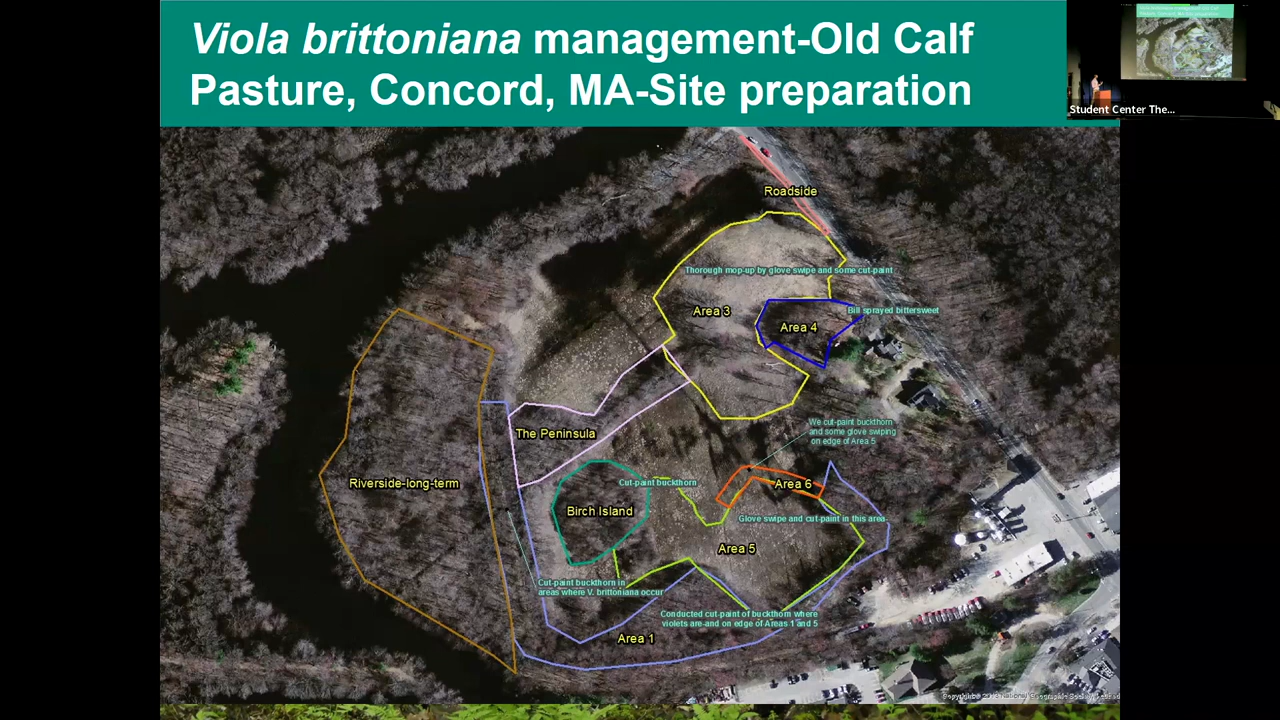 Viola brittoniana management-Old Calf
Pasture, Concord, MA-Site preparation
Student Center The...
Roadside
Thorough mop-up by glove swipe and some cut-paint
Area 3
Bill sprayed bittersweet
Area 4
We cut-paint buckthorn
and some glove swiping
on edge of Area 5
The Peninsula
Riverside-long-term
Cut-paint buckthorn
Area 6
Birch Island
Glove swipe and cut-paint in this area
Area 5
Cut-paint buckthorn in
areas where V. brittoniana occur
Conducted cut-paint of buckthorn where
violets are-and on edge of Areas 1 and 5
Area 1